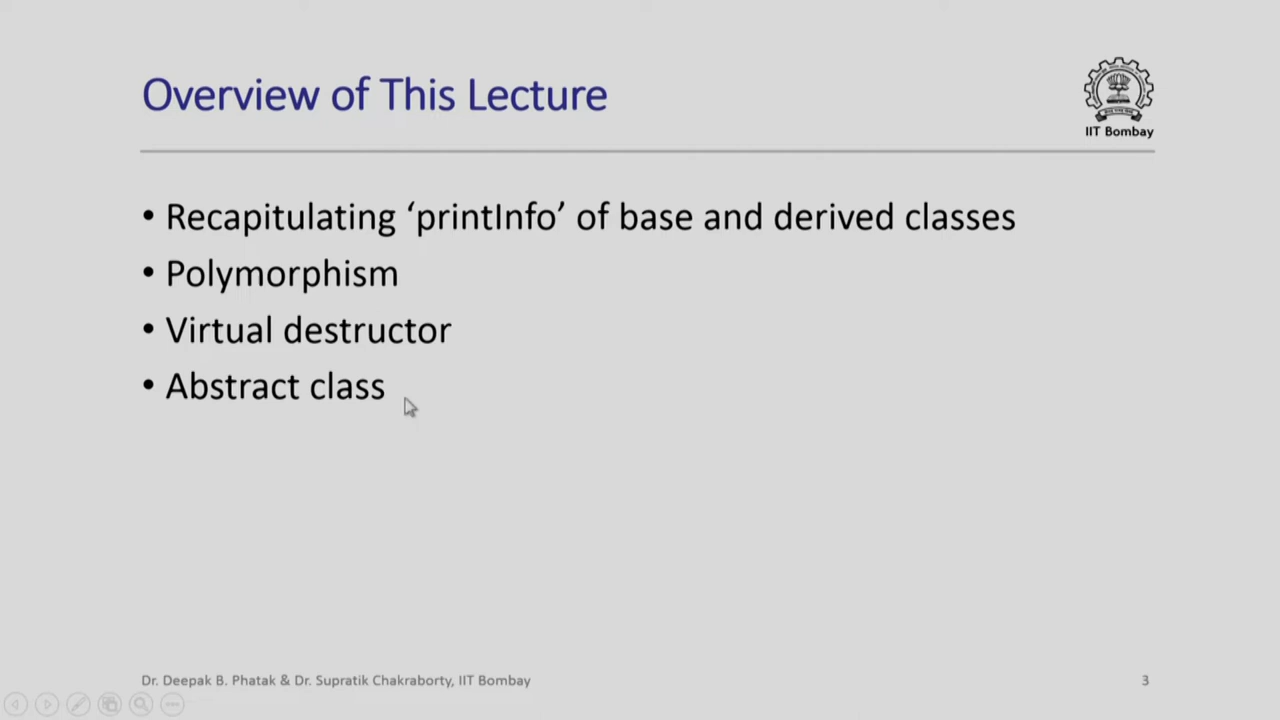 Overview of This Lecture
IIT Bombay
• Recapitulating ‘printInfo’ of base and derived classes
• Polymorphism
• Virtual destructor
• Abstract class
Dr. Deepak B. Phatak & Dr. Supratik Chakraborty, IIT Bombay
3